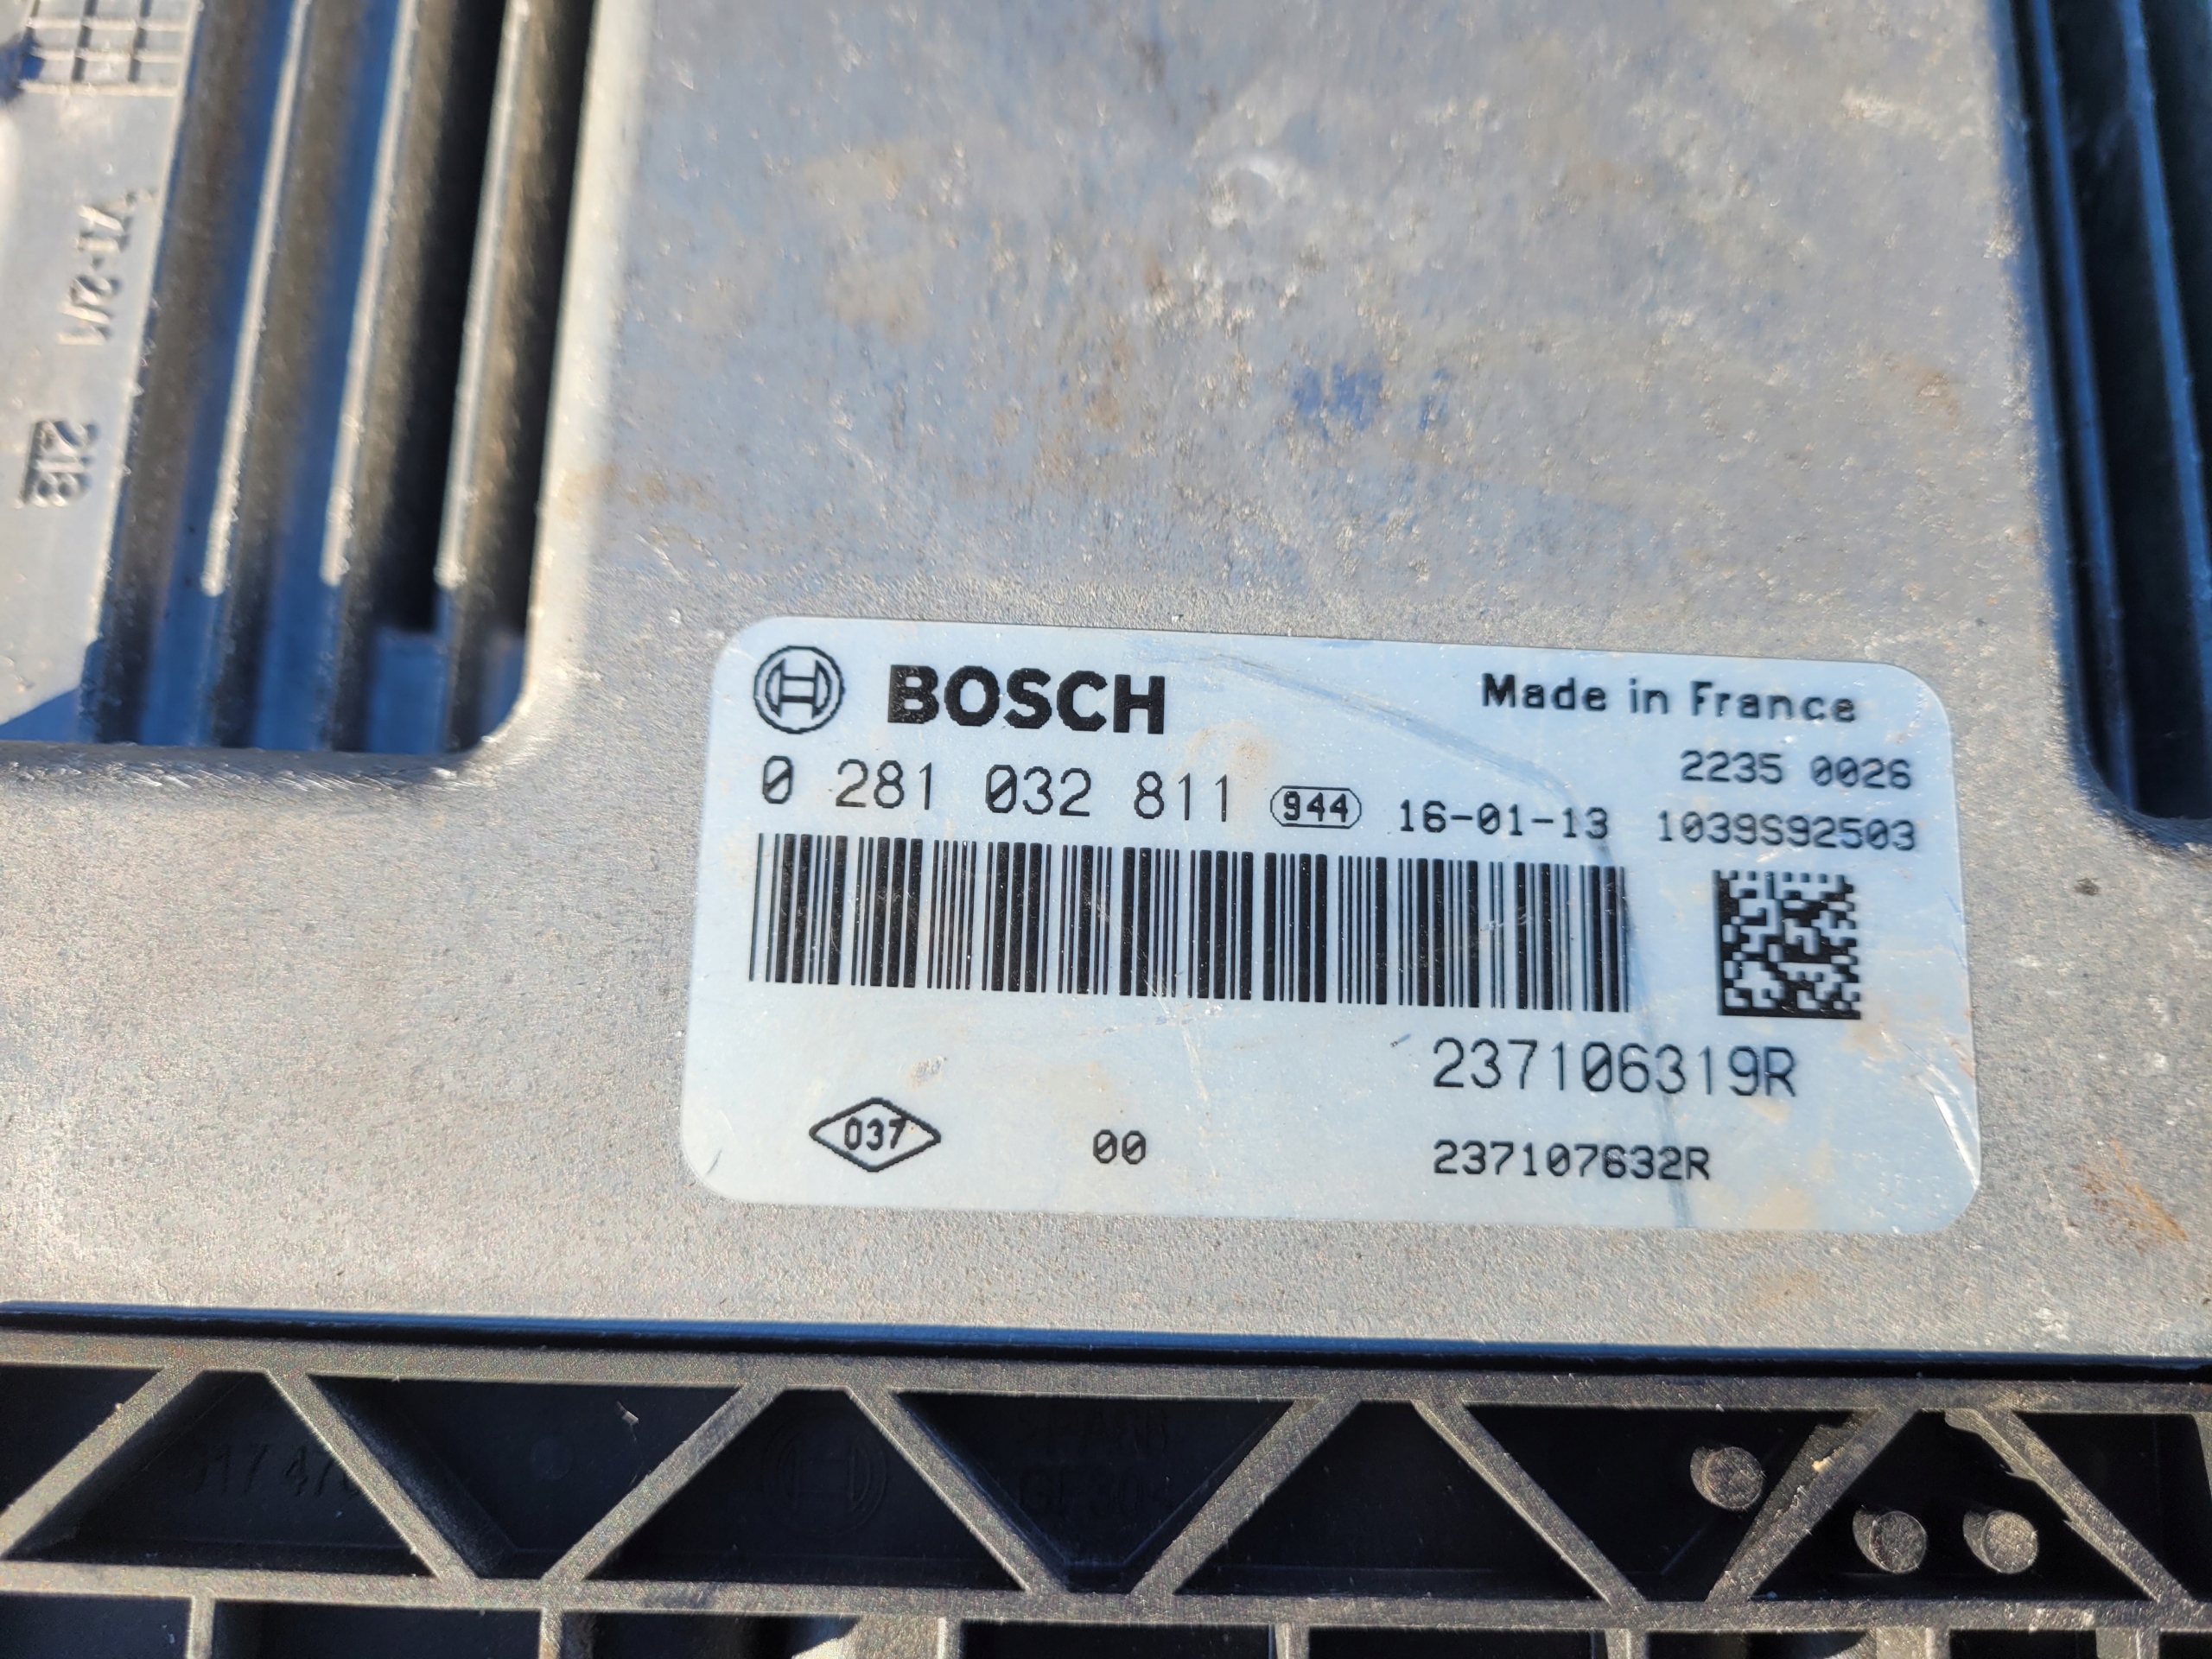 BOSCH
Made in France
2235 0026
0 281 032 811 944 16-01-13 1039S92503
237106319R
037 00 237107632R